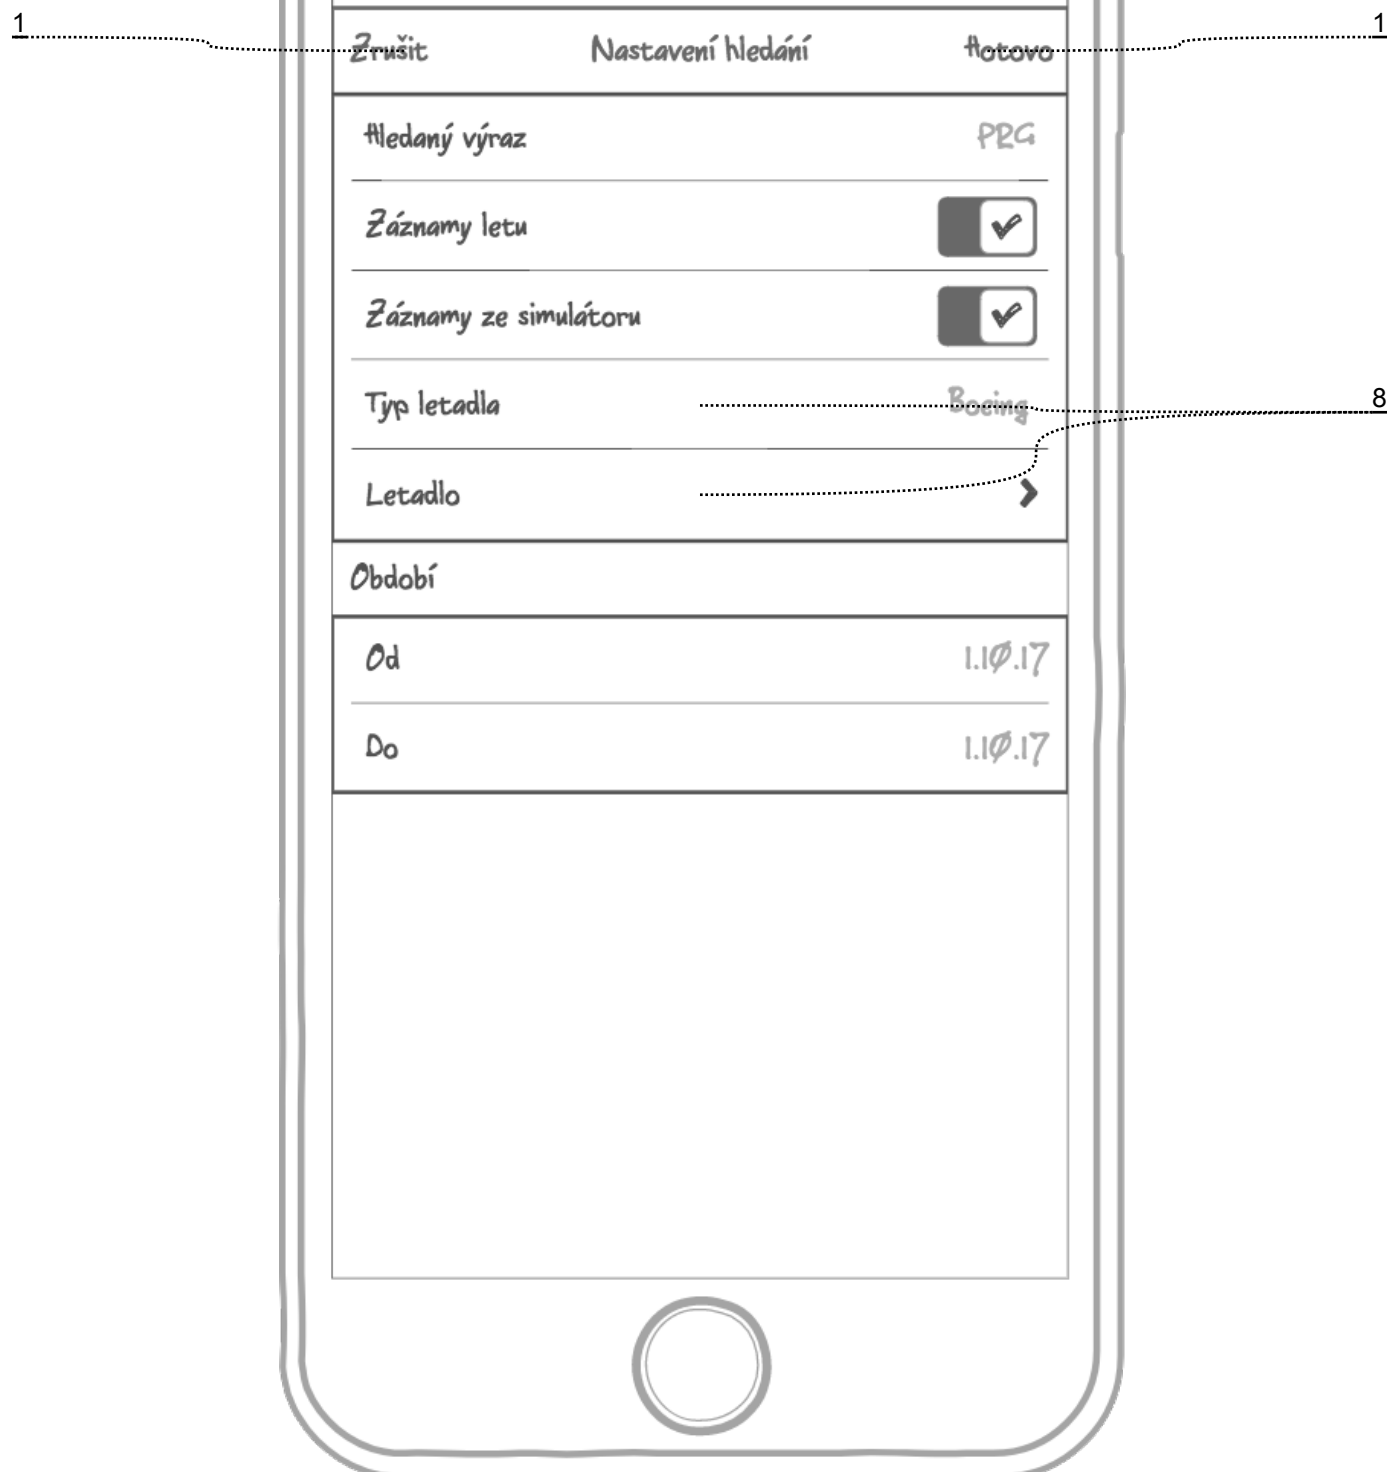 1 Zrušit Nastavení hledání Hotovo 1
Hledaný výraz PRG
Záznamy letu
Záznamy ze simulátoru
Typ letadla Boeing 8
Letadlo
Období
Od 1.10.17
Do 1.10.17